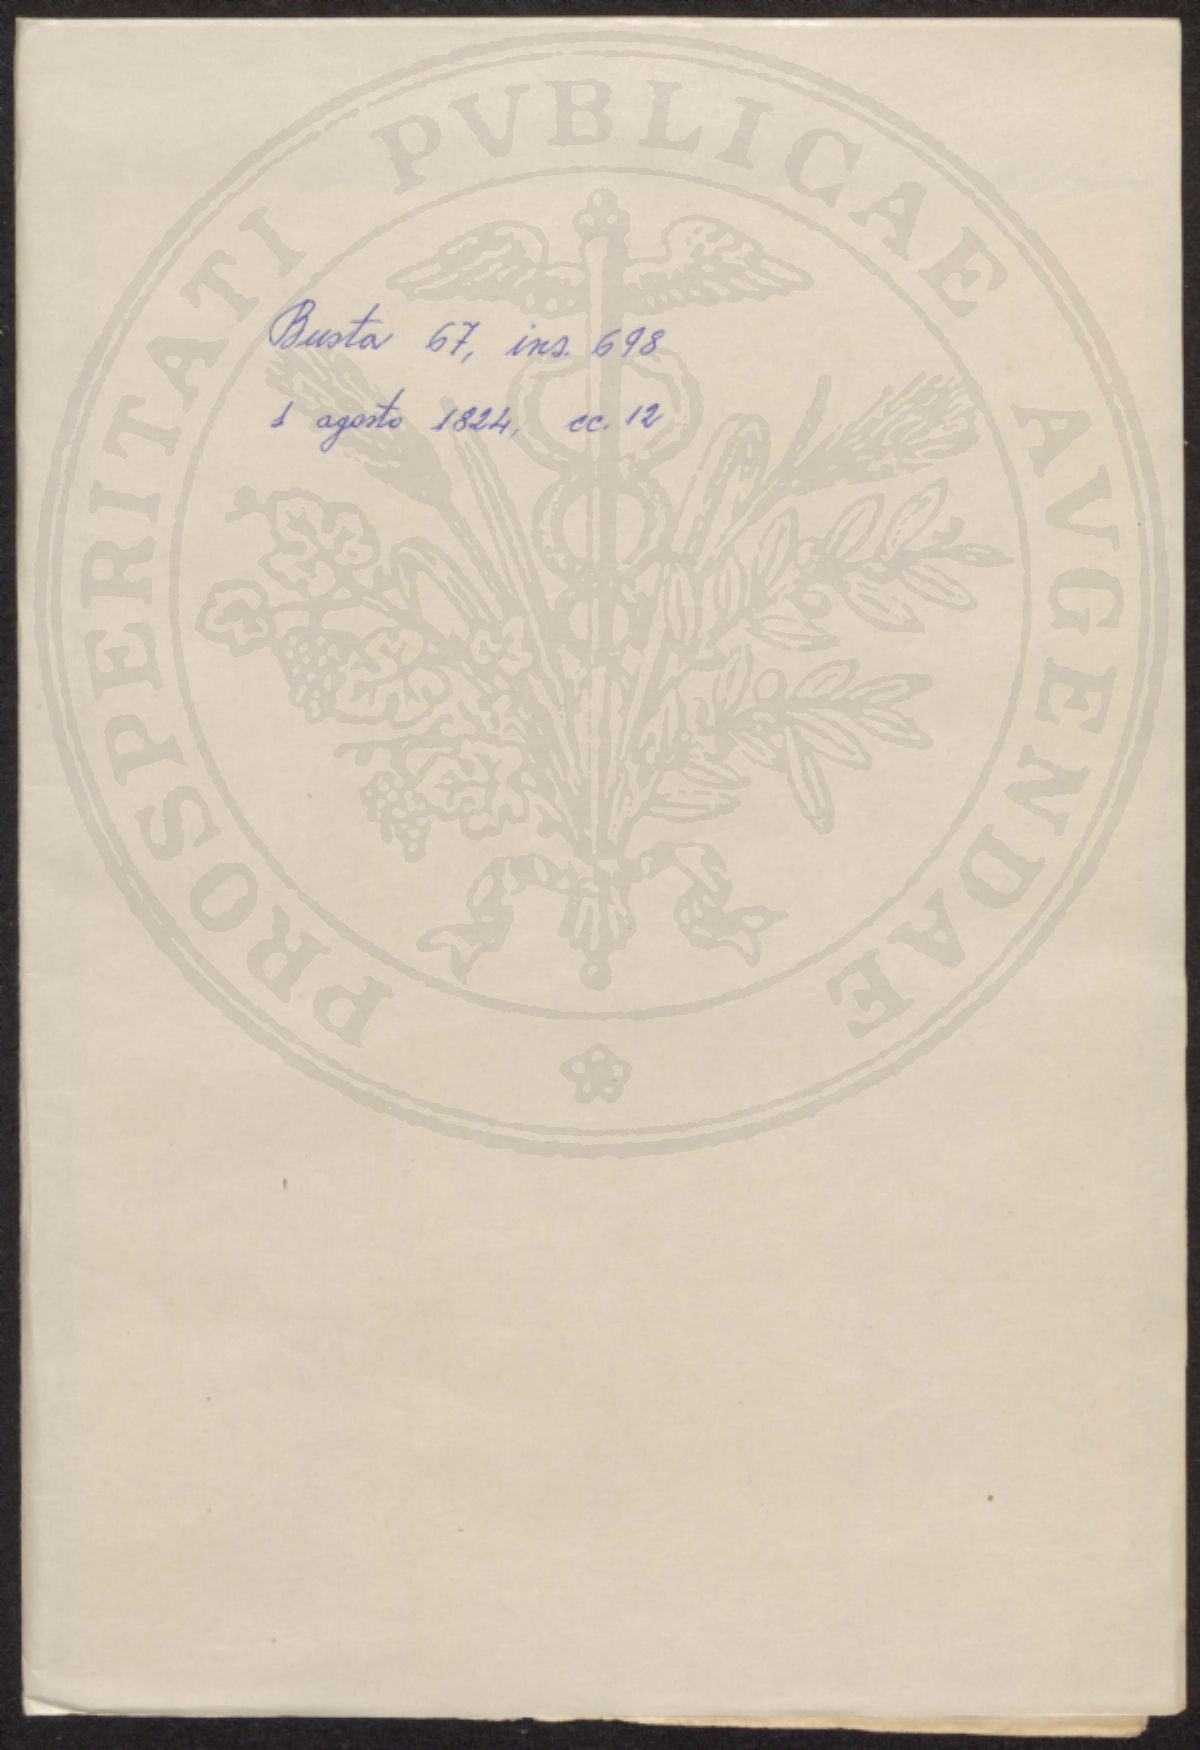 PROSPERITATI PVBLICAE AVGENDAE
Busta 67, ins. 698
1 agosto 1824, cc. 12